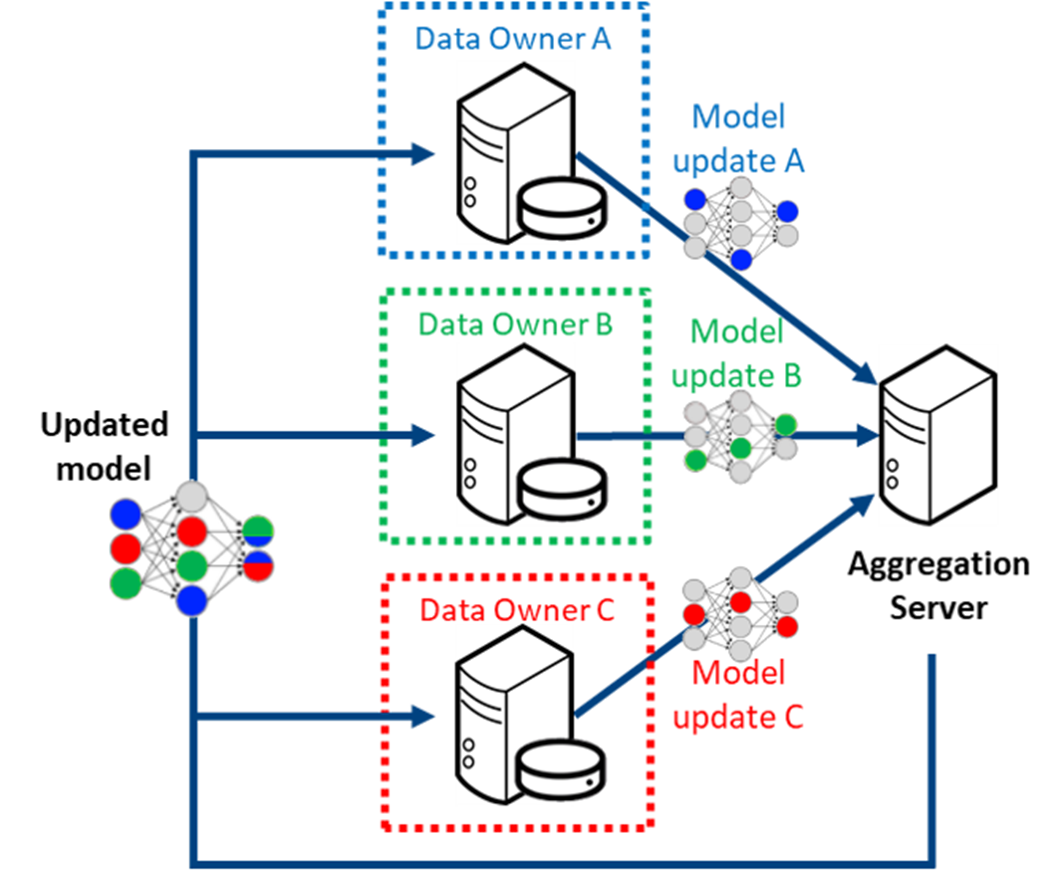 Data Owner A
Model
update A
Data Owner B
Model
update B
Updated
model
Aggregation
Server
Data Owner C
Model
update C